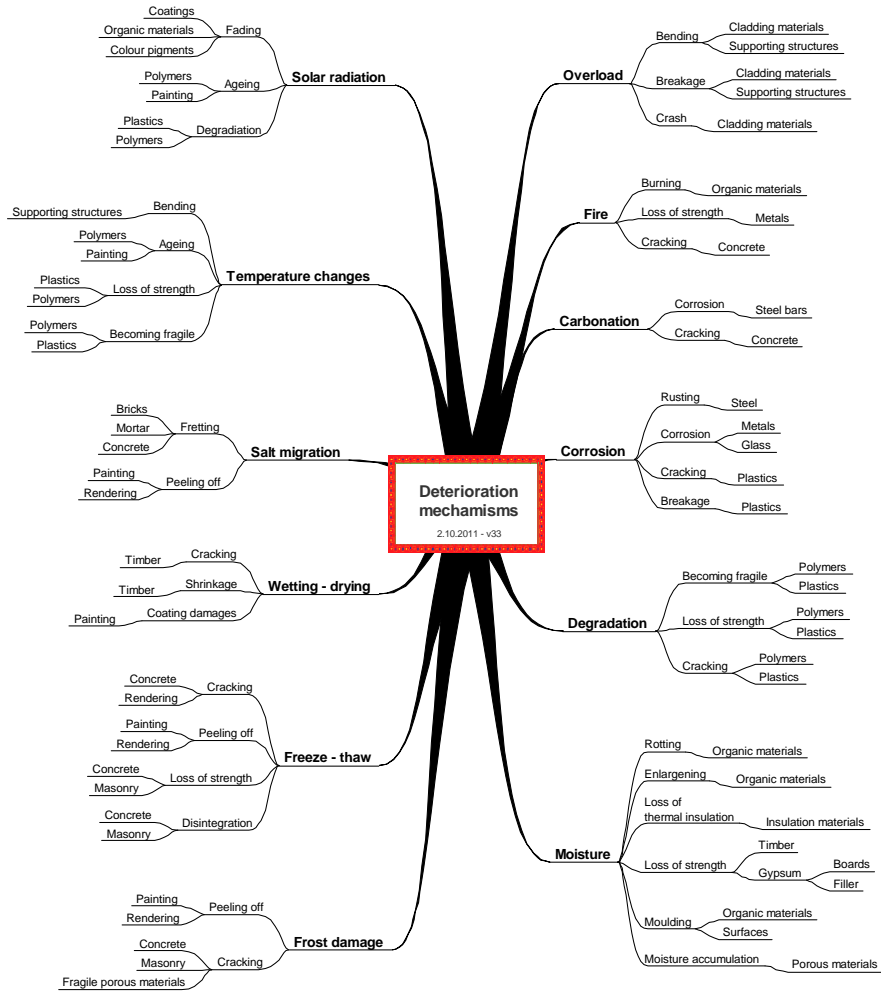 Deterioration
mechamisms
2.10.2011 - v33
Solar radiation
Fading
Coatings
Organic materials
Colour pigments
Ageing
Polymers
Painting
Degradiation
Plastics
Polymers
Temperature changes
Bending
Supporting structures
Ageing
Polymers
Painting
Loss of strength
Plastics
Polymers
Becoming fragile
Polymers
Plastics
Salt migration
Fretting
Bricks
Mortar
Concrete
Peeling off
Painting
Rendering
Wetting - drying
Cracking
Timber
Shrinkage
Timber
Coating damages
Painting
Freeze - thaw
Cracking
Concrete
Rendering
Peeling off
Painting
Rendering
Loss of strength
Concrete
Masonry
Disintegration
Concrete
Masonry
Frost damage
Peeling off
Painting
Rendering
Cracking
Concrete
Masonry
Fragile porous materials
Overload
Bending
Cladding materials
Supporting structures
Breakage
Cladding materials
Supporting structures
Crash
Cladding materials
Fire
Burning
Organic materials
Loss of strength
Metals
Cracking
Concrete
Carbonation
Corrosion
Steel bars
Cracking
Concrete
Corrosion
Rusting
Steel
Corrosion
Metals
Glass
Cracking
Plastics
Breakage
Plastics
Degradation
Becoming fragile
Polymers
Plastics
Loss of strength
Polymers
Plastics
Cracking
Polymers
Plastics
Moisture
Rotting
Organic materials
Enlargening
Organic materials
Loss of
thermal insulation
Insulation materials
Loss of strength
Timber
Gypsum
Boards
Filler
Moulding
Organic materials
Surfaces
Moisture accumulation
Porous materials